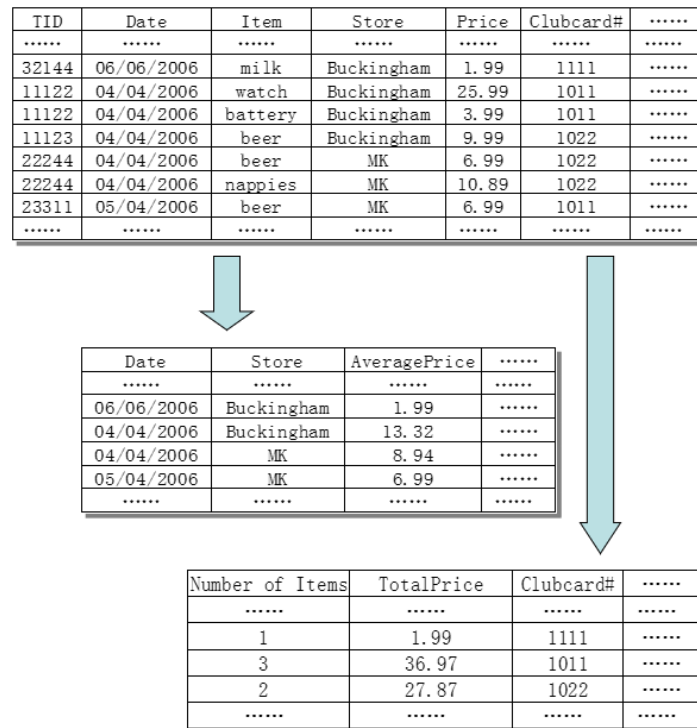 TID Date Item Store Price Clubcard# ······
······ ······ ······ ······ ······ ······ ······
32144 06/06/2006 milk Buckingham 1.99 1111 ······
11122 04/04/2006 watch Buckingham 25.99 1011 ······
11122 04/04/2006 battery Buckingham 3.99 1011 ······
11123 04/04/2006 beer Buckingham 9.99 1022 ······
22244 04/04/2006 beer MK 6.99 1022 ······
22244 04/04/2006 nappies MK 10.89 1022 ······
23311 05/04/2006 beer MK 6.99 1011 ······
······ ······ ······ ······ ······ ······ ······
Date Store AveragePrice ······
······ ······ ······ ······
06/06/2006 Buckingham 1.99 ······
04/04/2006 Buckingham 13.32 ······
04/04/2006 MK 8.94 ······
05/04/2006 MK 6.99 ······
······ ······ ······ ······
Number of Items TotalPrice Clubcard# ······
······ ······ ······ ······
1 1.99 1111 ······
3 36.97 1011 ······
2 27.87 1022 ······
······ ······ ······ ······